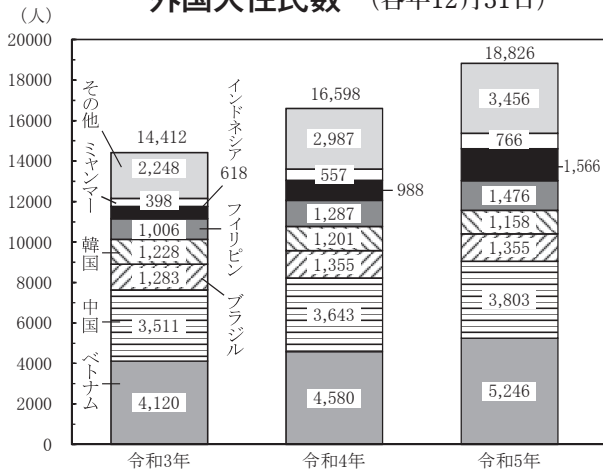 外国人住民数 (各年12月31日)
(人)
20000
18000
16000
14000
12000
10000
8000
6000
4000
2000
0
その他
ミャンマー
韓国
中国
ベトナム
インドネシア
フィリピン
ブラジル
14,412
2,248
398
618
1,006
1,228
1,283
3,511
4,120
令和3年
16,598
2,987
557
988
1,287
1,201
1,355
3,643
4,580
令和4年
18,826
3,456
766
1,566
1,476
1,158
1,355
3,803
5,246
令和5年